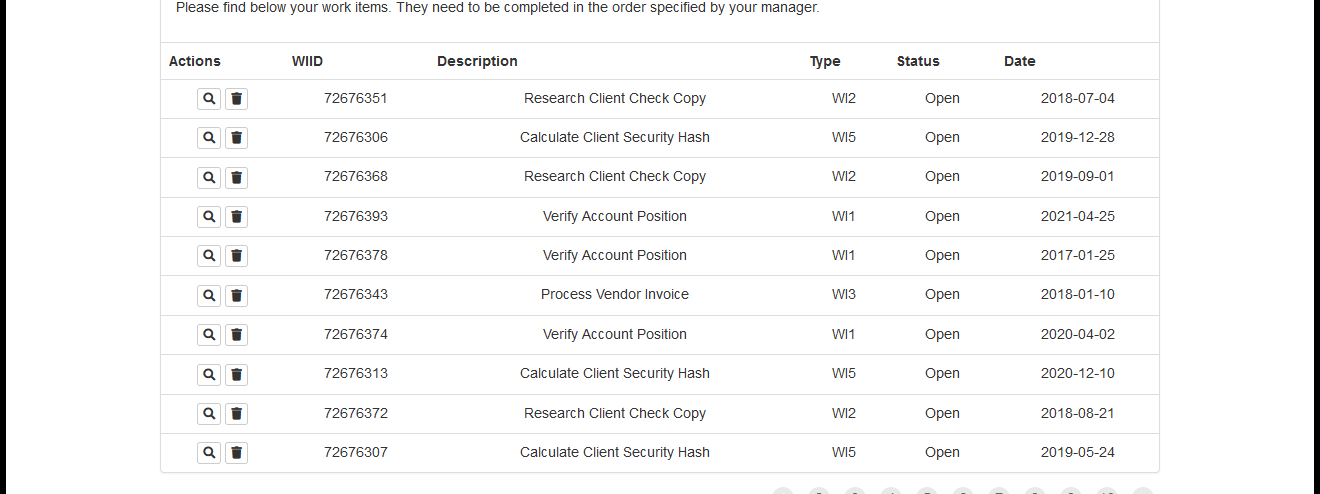 Please find below your work items. They need to be completed in the order specified by your manager.
Actions WIID Description Type Status Date
72676351 Research Client Check Copy WI2 Open 2018-07-04
72676306 Calculate Client Security Hash WI5 Open 2019-12-28
72676368 Research Client Check Copy WI2 Open 2019-09-01
72676393 Verify Account Position WI1 Open 2021-04-25
72676378 Verify Account Position WI1 Open 2017-01-25
72676343 Process Vendor Invoice WI3 Open 2018-01-10
72676374 Verify Account Position WI1 Open 2020-04-02
72676313 Calculate Client Security Hash WI5 Open 2020-12-10
72676372 Research Client Check Copy WI2 Open 2018-08-21
72676307 Calculate Client Security Hash WI5 Open 2019-05-24